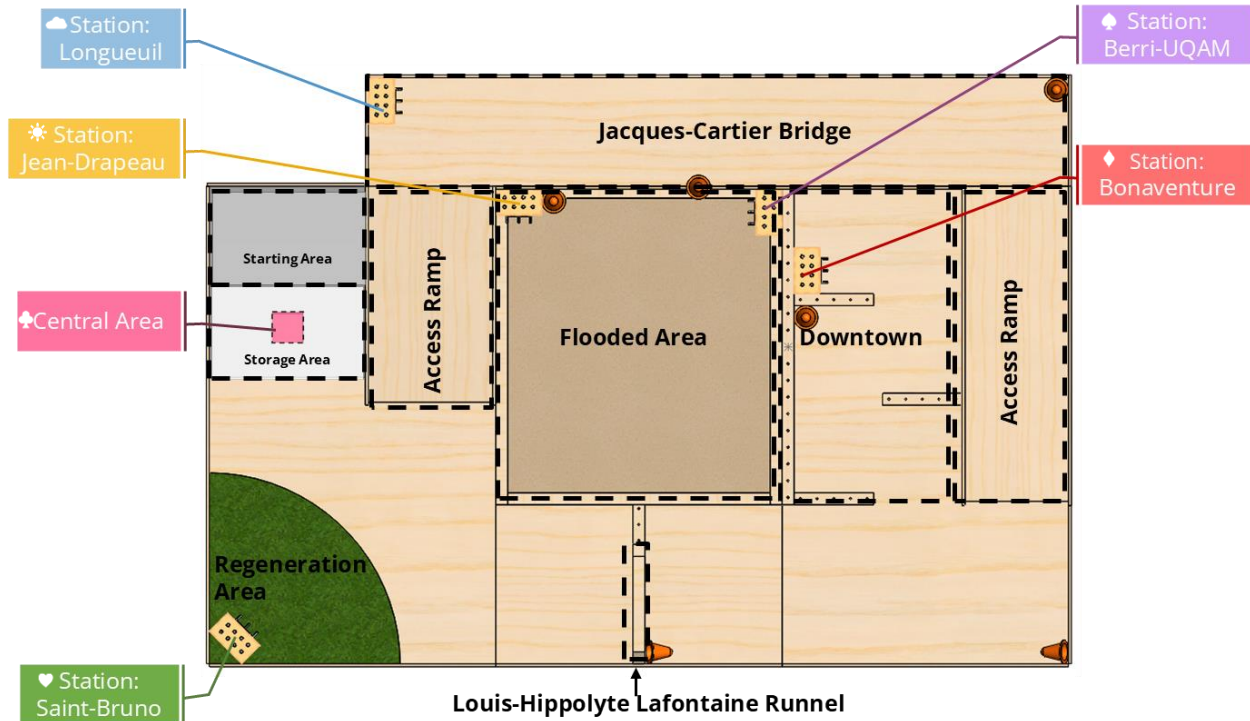 Station:
Longueuil
Station:
Berri-UQAM
Jacques-Cartier Bridge
Station:
Jean-Drapeau
Station:
Bonaventure
Starting Area
Access Ramp
Central Area
Storage Area
Flooded Area
Downtown
Access Ramp
Regeneration
Area
Station:
Saint-Bruno
Louis-Hippolyte Lafontaine Runnel